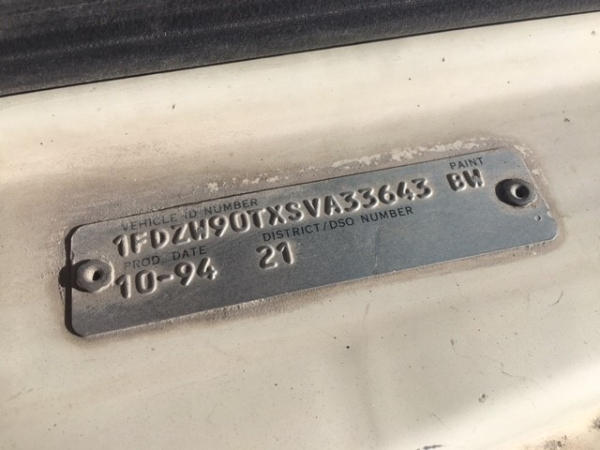 VEHICLE ID NUMBER PAINT
1FDZW90TXSVA33643 BW
PROD. DATE DISTRICT/DSO NUMBER
10-94 21